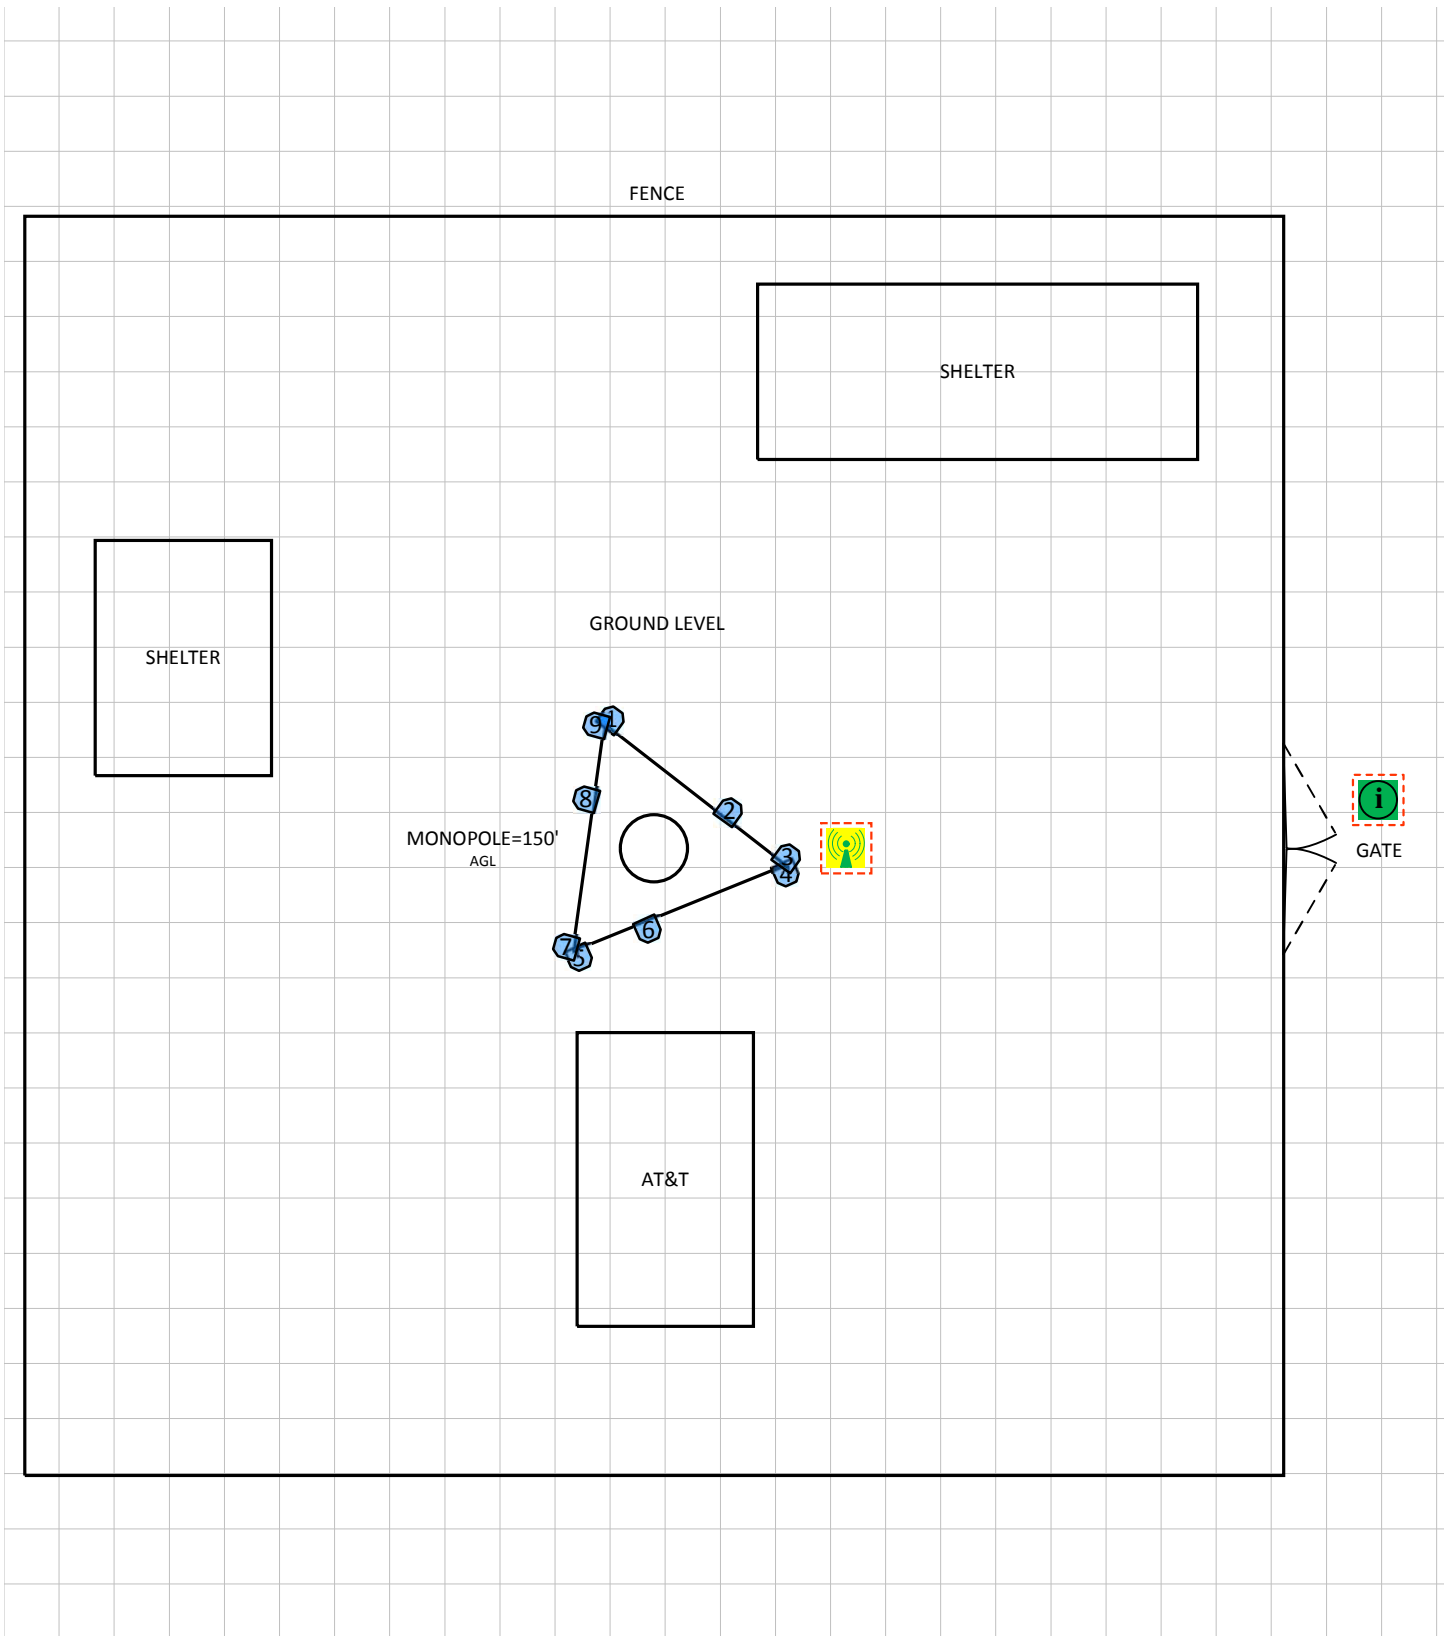 FENCE
SHELTER
GROUND LEVEL
SHELTER
9
1
8
2
MONOPOLE=150'
AGL
3
4
i
GATE
6
7
5
AT&T